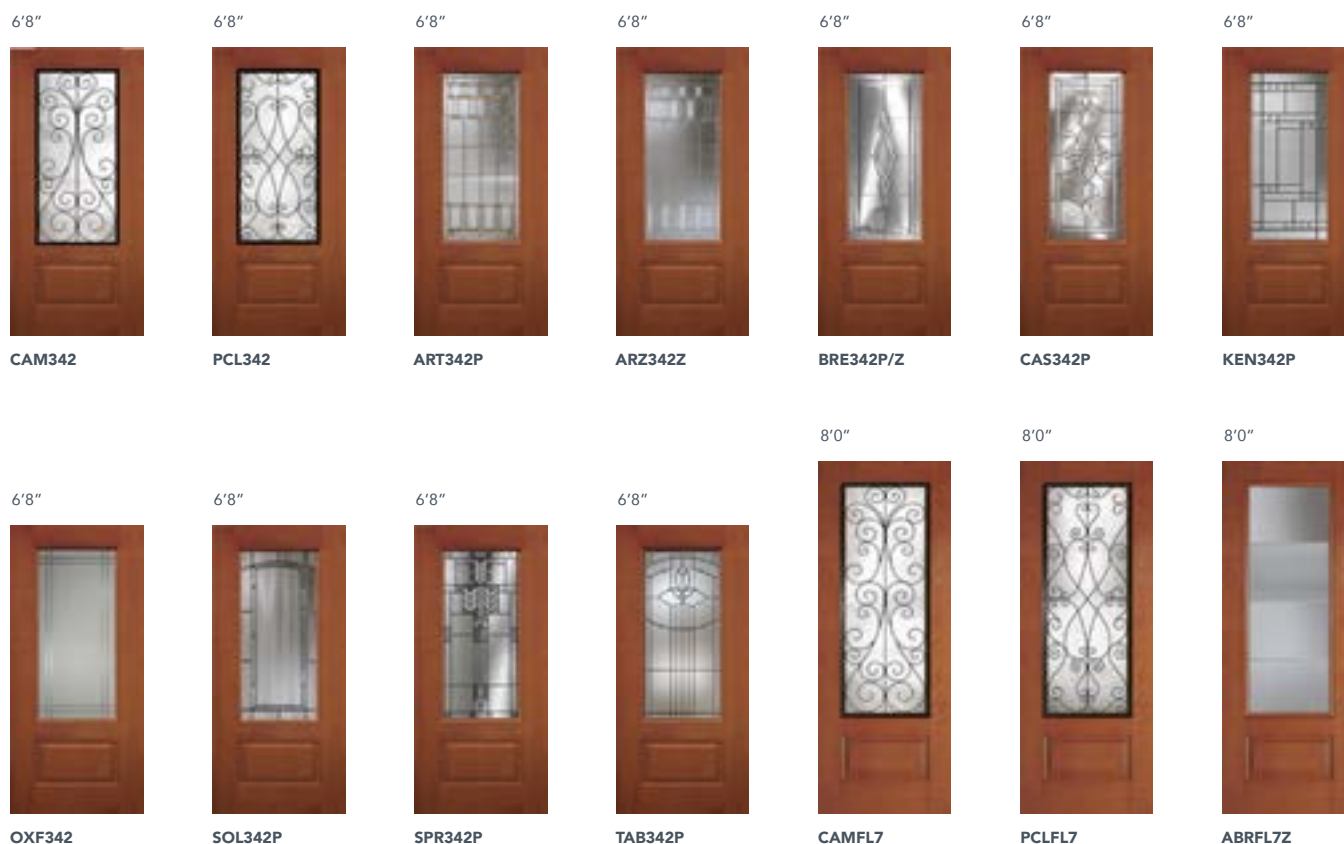 6’8” 6’8” 6’8” 6’8” 6’8” 6’8” 6’8”
CAM342 PCL342 ART342P ARZ342Z BRE342P/Z CAS342P KEN342P
8’0” 8’0” 8’0”
6’8” 6’8” 6’8” 6’8”
OXF342 SOL342P SPR342P TAB342P CAMFL7 PCLFL7 ABRFL7Z